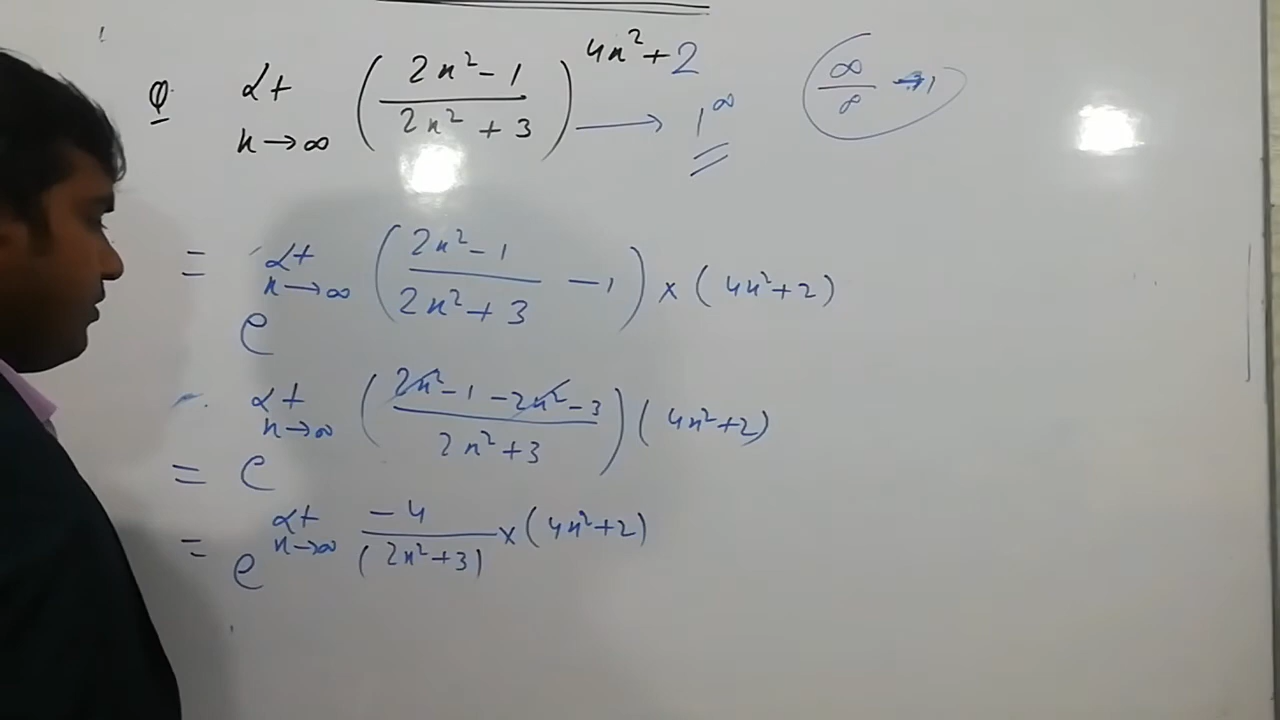 Q Lt n→∞ (2n²-1 / 2n²+3)^4n²+2 → 1^∞ ∞/∞ → 1
= e^ Lt n→∞ (2n²-1 / 2n²+3 - 1) × (4n²+2)
= e^ Lt n→∞ (2n²-1-2n²-3 / 2n²+3) (4n²+2)
= e^ Lt n→∞ -4 / (2n²+3) × (4n²+2)